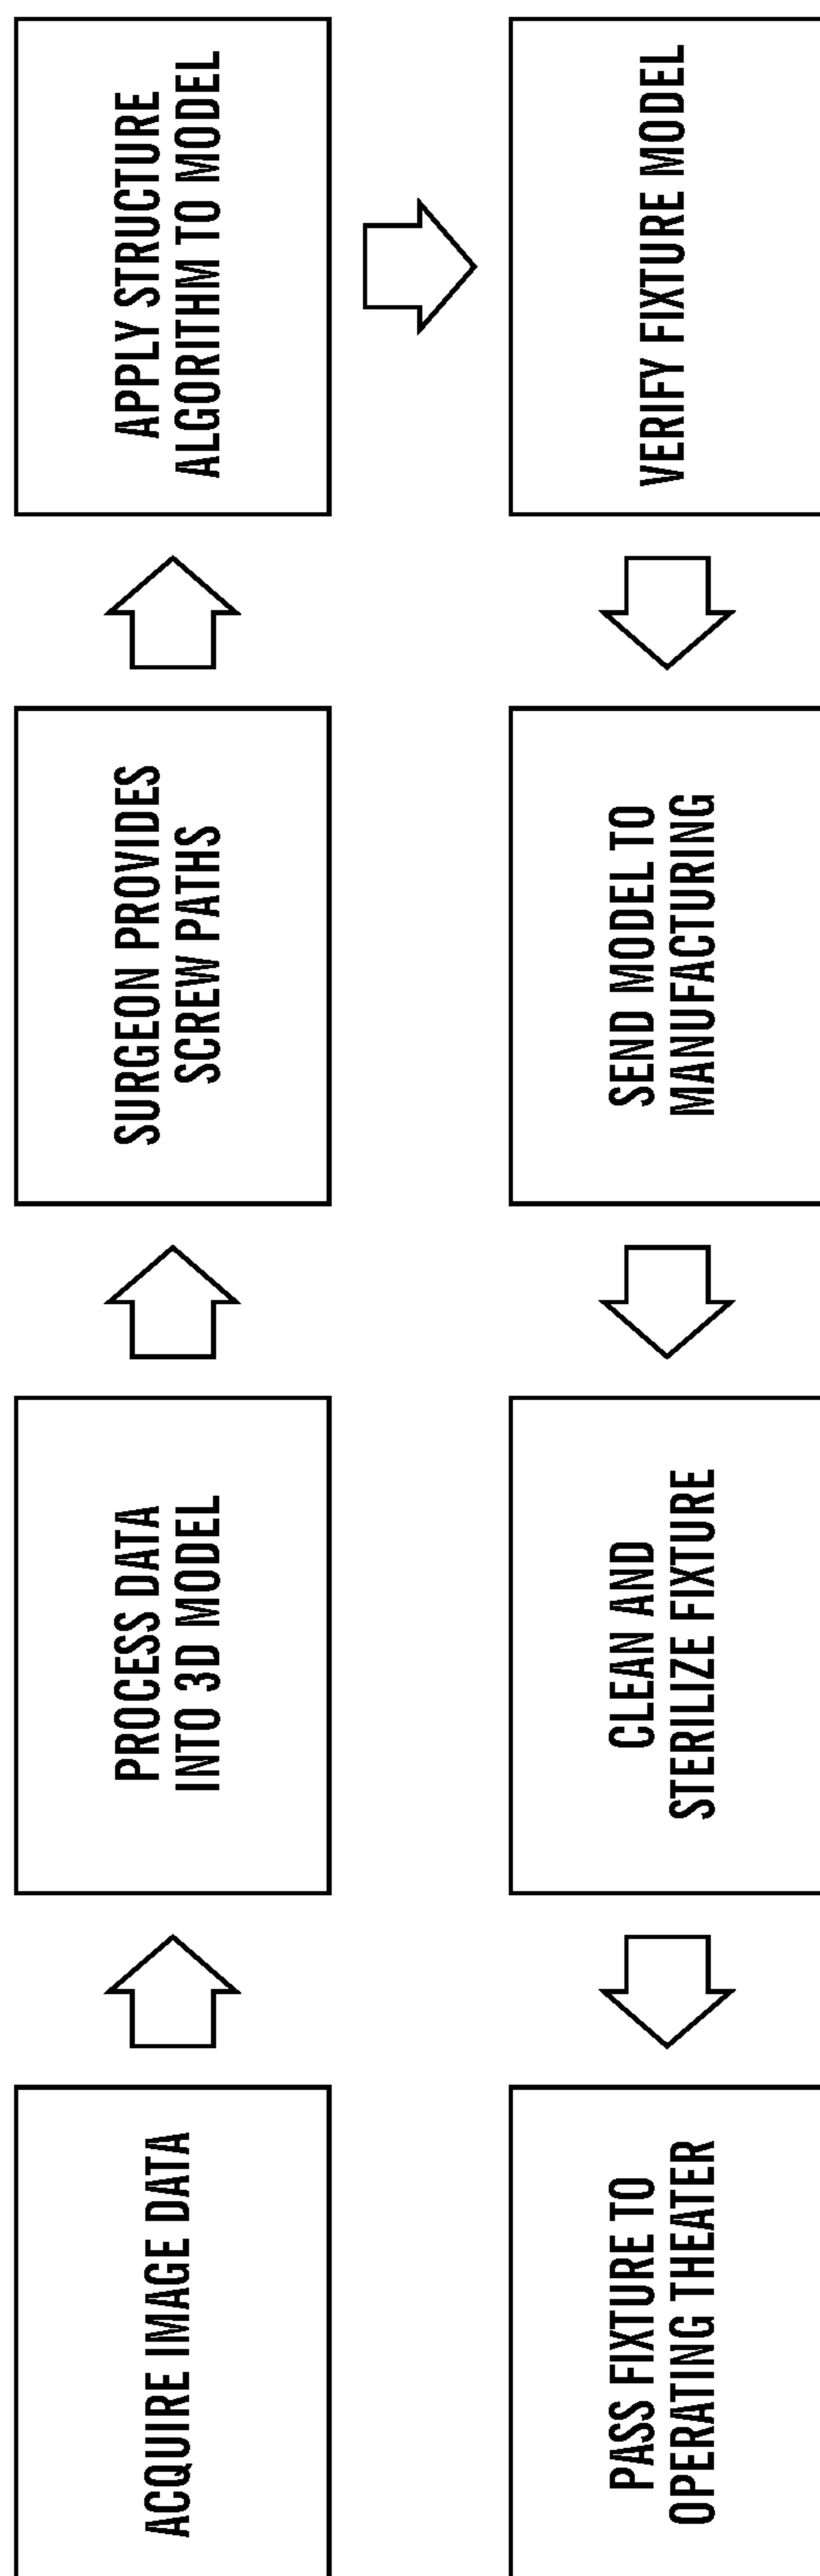 ACQUIRE IMAGE DATA
PROCESS DATA
INTO 3D MODEL
SURGEON PROVIDES
SCREW PATHS
APPLY STRUCTURE
ALGORITHM TO MODEL
VERIFY FIXTURE MODEL
SEND MODEL TO
MANUFACTURING
CLEAN AND
STERILIZE FIXTURE
PASS FIXTURE TO
OPERATING THEATER